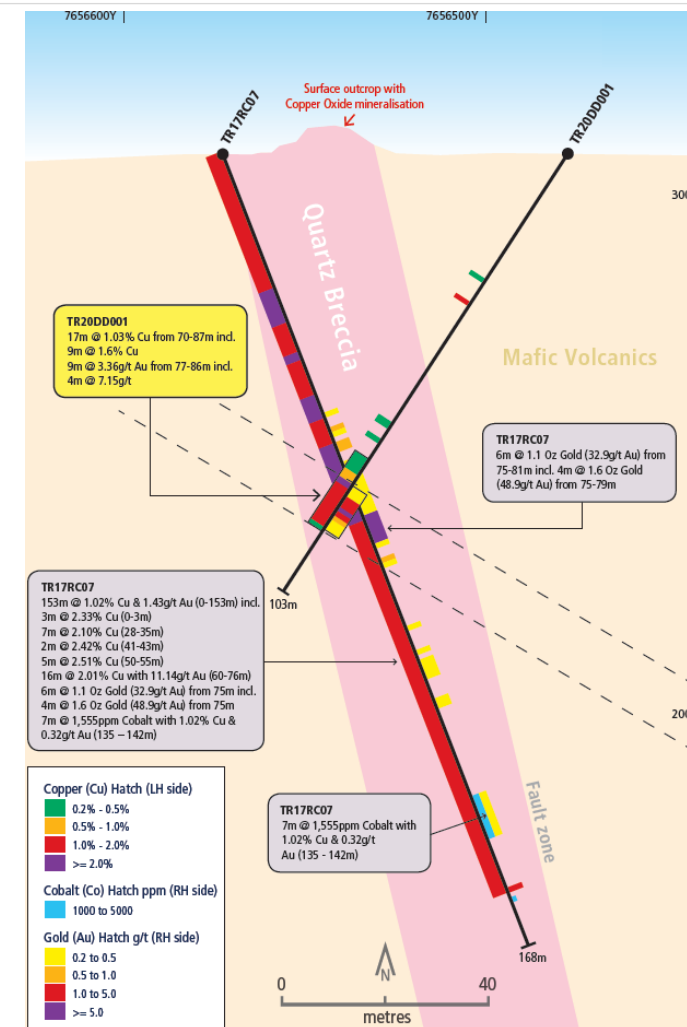 7656600Y
7656500Y
Surface outcrop with
Copper Oxide mineralisation
TR17RC07
TR20DD001
300
Quartz Breccia
TR20DD001
17m @ 1.03% Cu from 70-87m incl.
9m @ 1.6% Cu
9m @ 3.36g/t Au from 77-86m incl.
4m @ 7.15g/t
Mafic Volcanics
TR17RC07
6m @ 1.1 Oz Gold (32.9g/t Au) from
75-81m incl. 4m @ 1.6 Oz Gold
(48.9g/t Au) from 75-79m
103m
TR17RC07
153m @ 1.02% Cu & 1.43g/t Au (0-153m) incl.
3m @ 2.33% Cu (0-3m)
7m @ 2.10% Cu (28-35m)
2m @ 2.42% Cu (41-43m)
5m @ 2.51% Cu (50-55m)
16m @ 2.01% Cu with 11.14g/t Au (60-76m)
6m @ 1.1 Oz Gold (32.9g/t Au) from 75m incl.
4m @ 1.6 Oz Gold (48.9g/t Au) from 75m
7m @ 1,555ppm Cobalt with 1.02% Cu &
0.32g/t Au (135 – 142m)
200
Fault zone
TR17RC07
7m @ 1,555ppm Cobalt with
1.02% Cu & 0.32g/t
Au (135 - 142m)
168m
Copper (Cu) Hatch (LH side)
0.2% - 0.5%
0.5% - 1.0%
1.0% - 2.0%
>= 2.0%
Cobalt (Co) Hatch ppm (RH side)
1000 to 5000
Gold (Au) Hatch g/t (RH side)
0.2 to 0.5
0.5 to 1.0
1.0 to 5.0
>= 5.0
N
0 40
metres